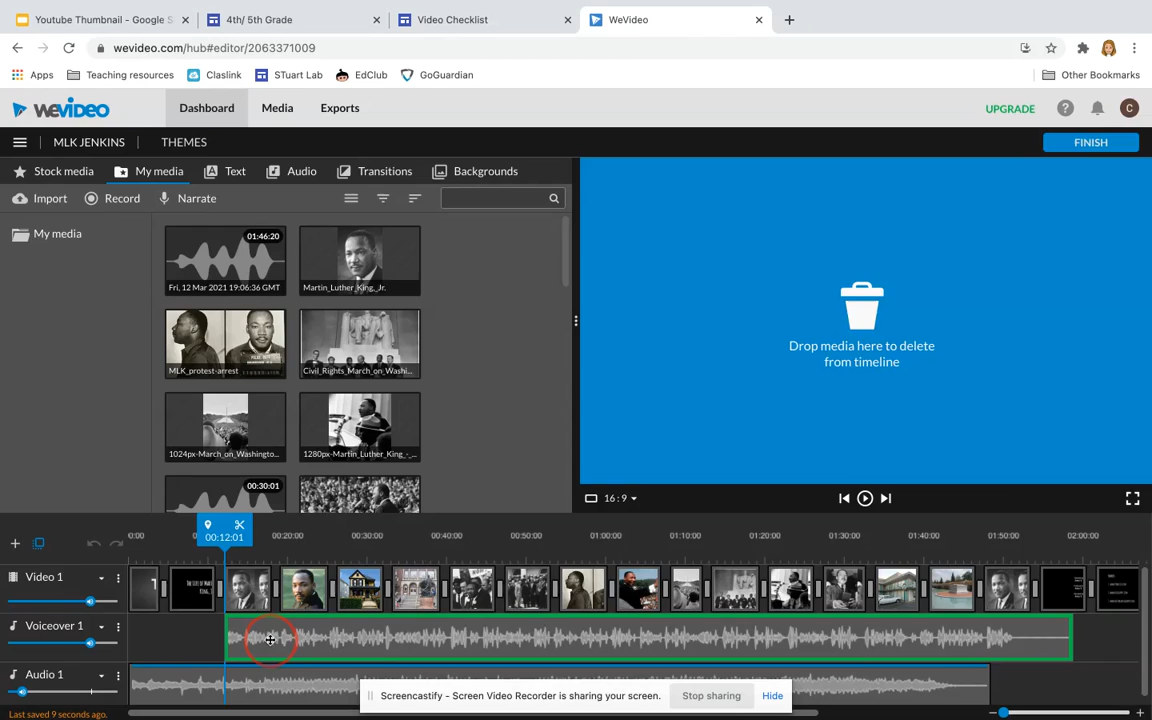 Youtube Thumbnail - Google S
4th/ 5th Grade
Video Checklist
WeVideo
wevideo.com/hub#editor/2063371009
Apps
Teaching resources
Claslink
STuart Lab
EdClub
GoGuardian
Other Bookmarks
wevideo
Dashboard
Media
Exports
UPGRADE
?
C
MLK JENKINS
THEMES
FINISH
Stock media
My media
Text
Audio
Transitions
Backgrounds
Import
Record
Narrate
My media
01:46:20
Fri, 12 Mar 2021 19:06:36 GMT
Martin_Luther_King,_Jr.
MLK_protest-arrest
Civil_Rights_March_on_Washi...
1024px-March_on_Washingto...
1280px-Martin_Luther_King_-_...
00:30:01
Drop media here to delete
from timeline
16:9
00:12:01
0:00
00:20:00
00:30:00
00:40:00
00:50:00
01:00:00
01:10:00
01:20:00
01:30:00
01:40:00
01:50:00
02:00:00
Video 1
Voiceover 1
Audio 1
Screencastify - Screen Video Recorder is sharing your screen.
Stop sharing
Hide
Last saved 9 seconds ago.